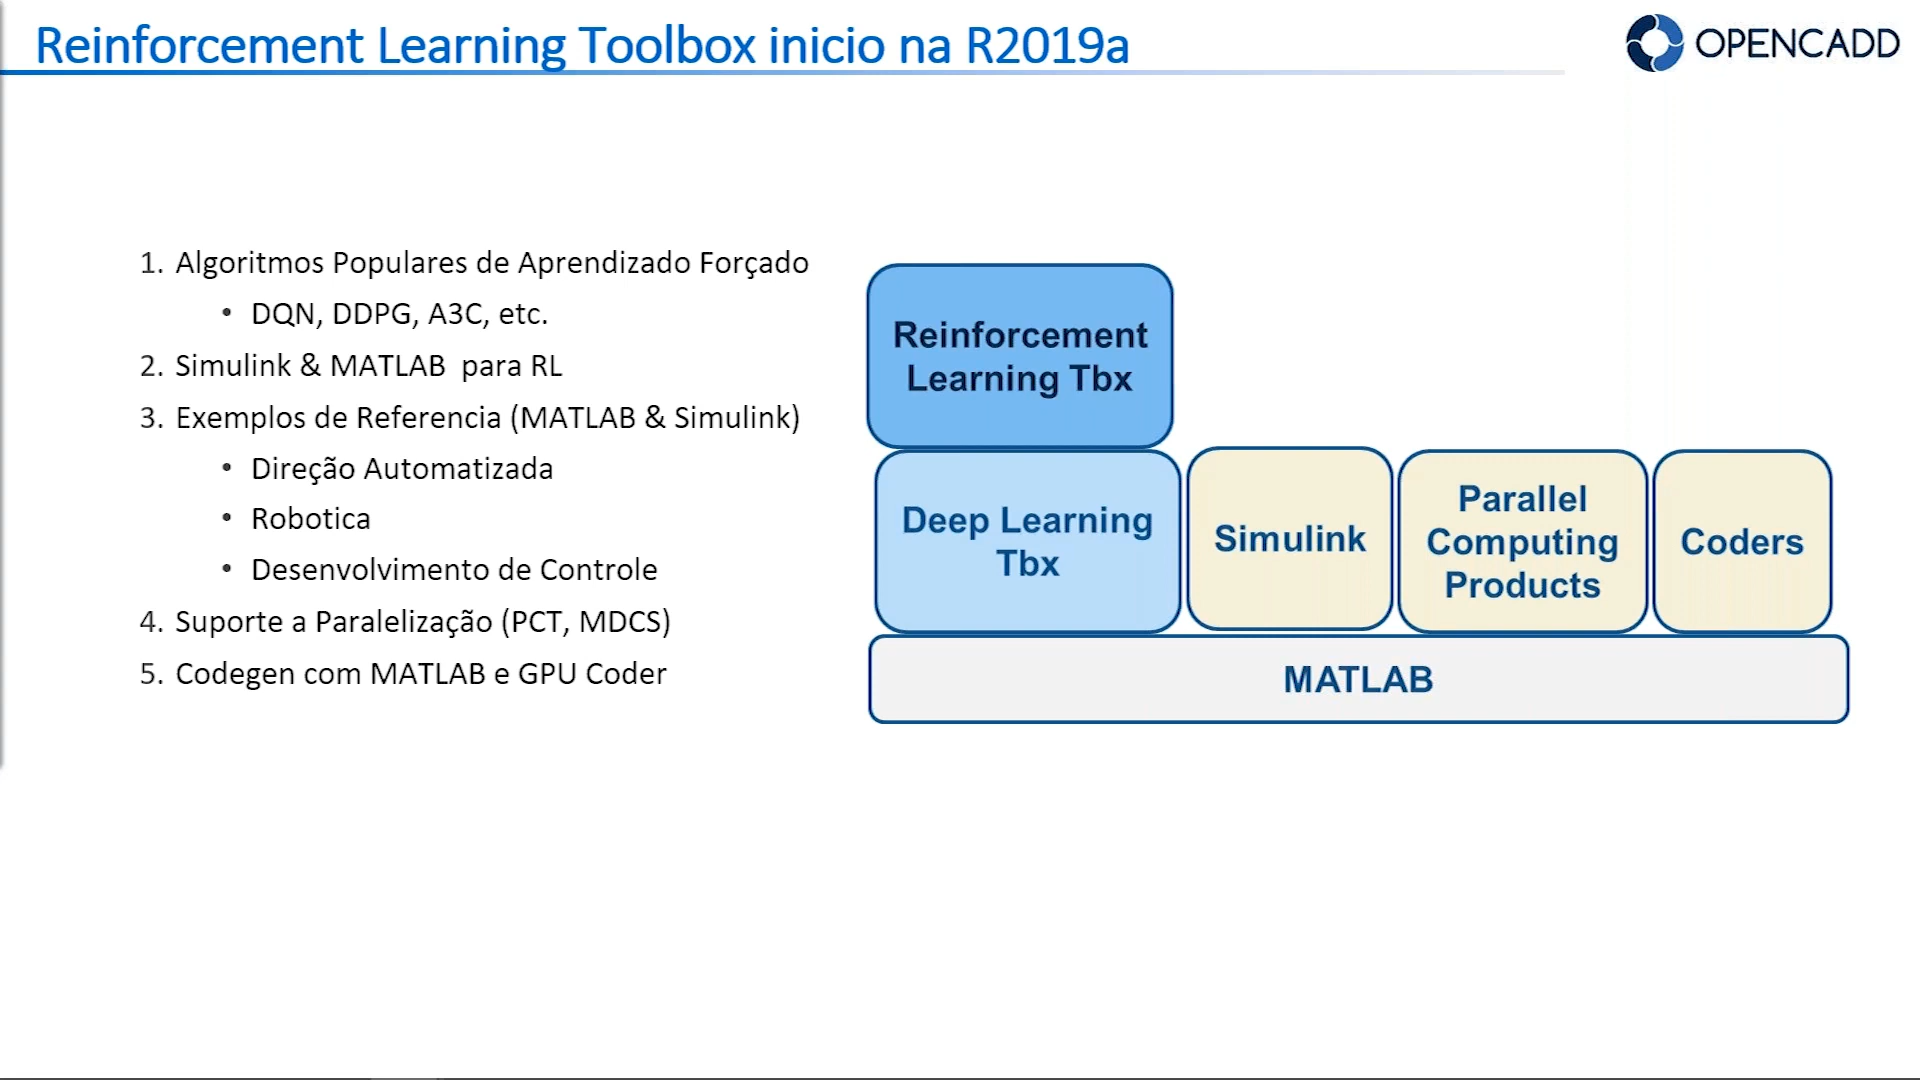 Reinforcement Learning Toolbox inicio na R2019a
OPENCADD
1. Algoritmos Populares de Aprendizado Forçado
• DQN, DDPG, A3C, etc.
2. Simulink & MATLAB para RL
3. Exemplos de Referencia (MATLAB & Simulink)
• Direção Automatizada
• Robotica
• Desenvolvimento de Controle
4. Suporte a Paralelização (PCT, MDCS)
5. Codegen com MATLAB e GPU Coder
Reinforcement
Learning Tbx
Deep Learning
Tbx
Simulink
Parallel
Computing
Products
Coders
MATLAB